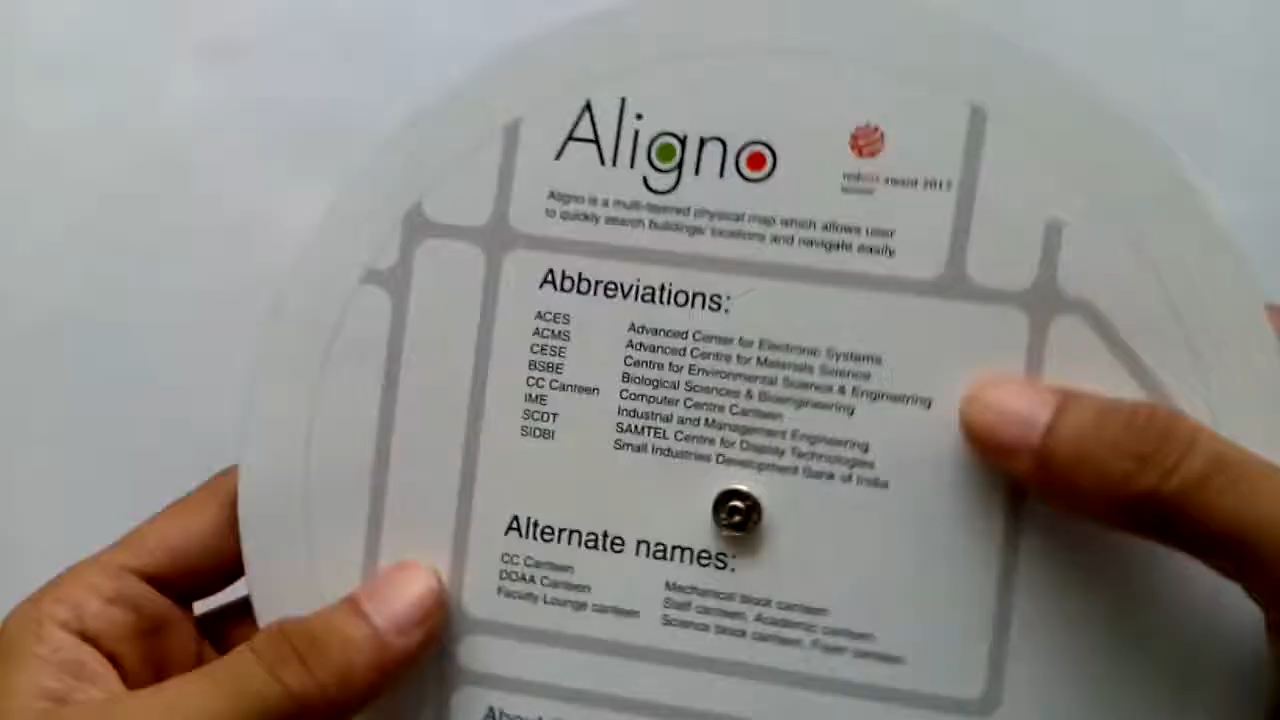 Aligno
reddot award 2012
Aligno is a multi-layered physical map which allows user
to quickly search buildings/ locations and navigate easily
Abbreviations:
ACES Advanced Center for Electronic Systems
ACMS Advanced Centre for Materials Science
CESE Centre for Environmental Science & Engineering
BSBE Biological Sciences & Bioengineering
CC Canteen Computer Centre Canteen
IME Industrial and Management Engineering
SCDT SAMTEL Centre for Display Technologies
SIDBI Small Industries Development Bank of India
Alternate names:
CC Canteen Mechanical block canteen
DOAA Canteen Staff canteen, Academic canteen
Faculty Lounge canteen Science block canteen, canteen